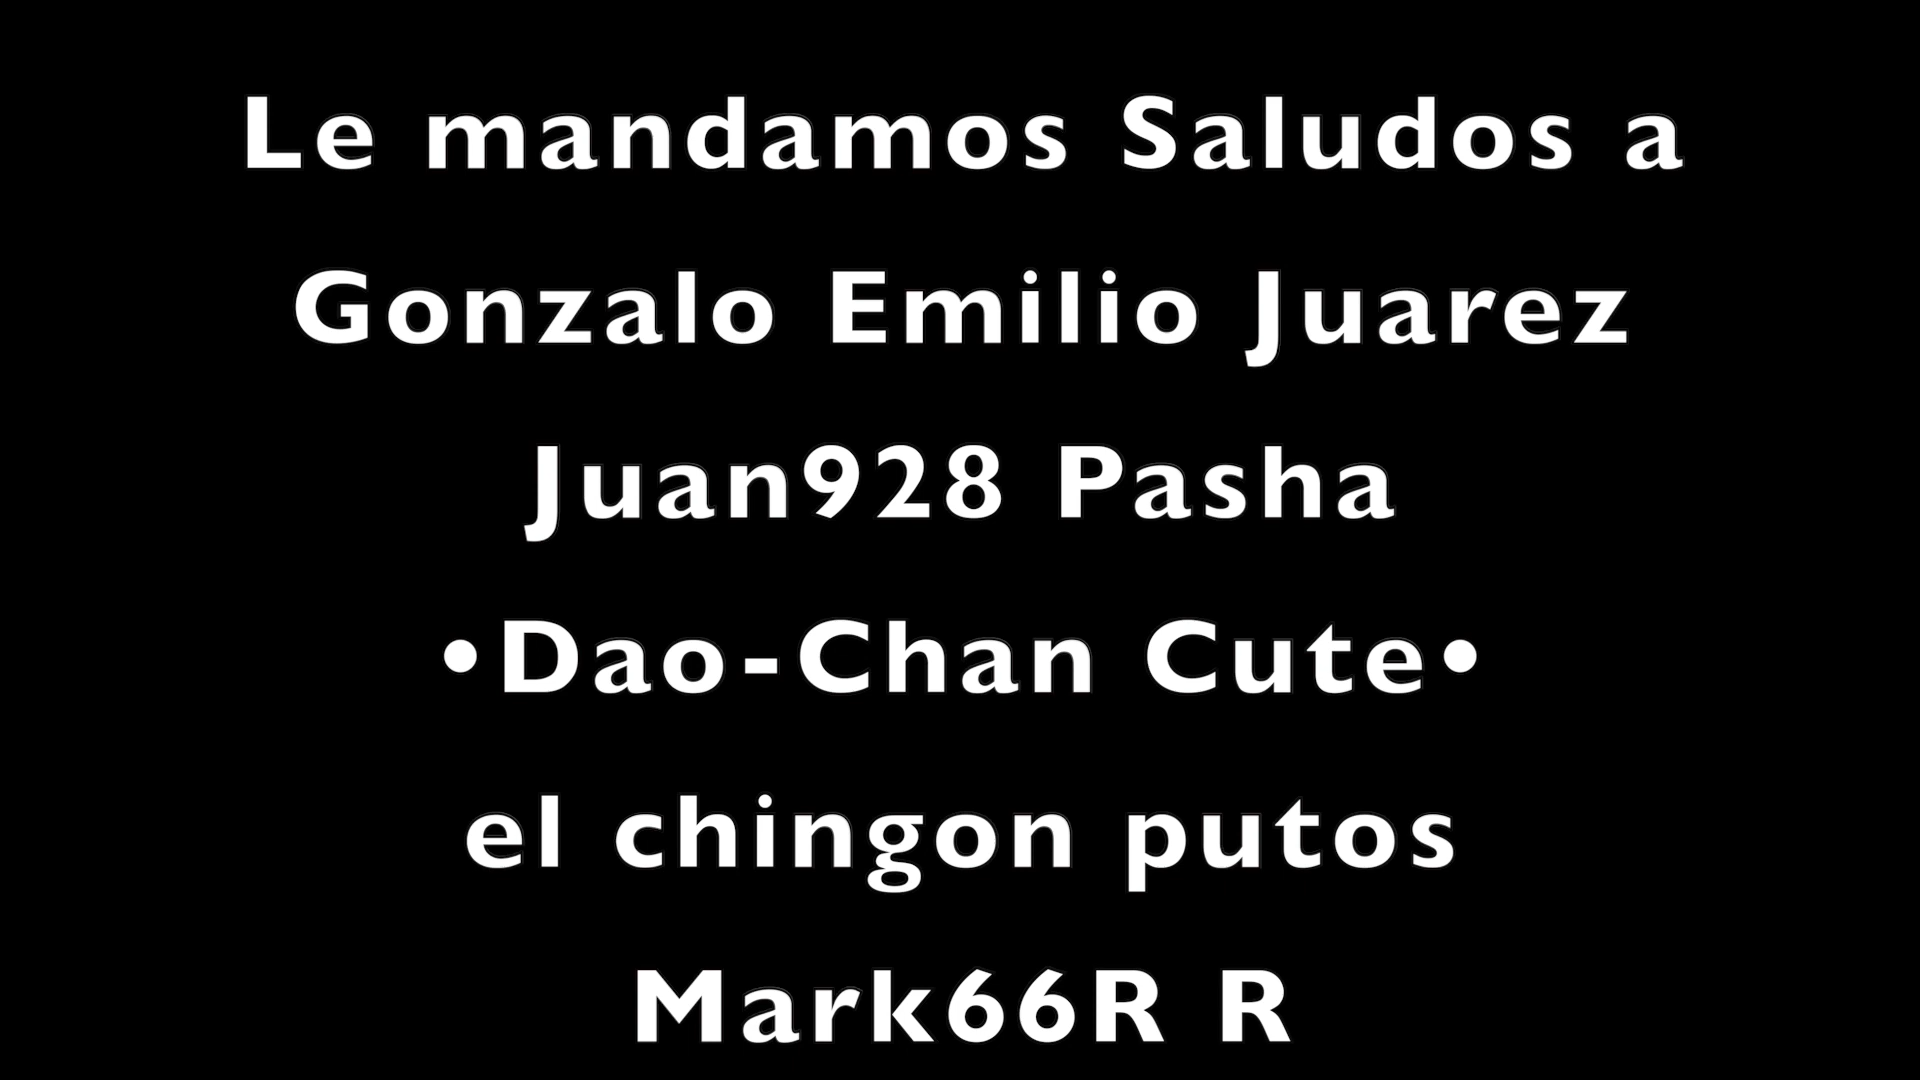 Le mandamos Saludos a
Gonzalo Emilio Juarez
Juan928 Pasha
•Dao-Chan Cute•
el chingon putos
Mark66R R